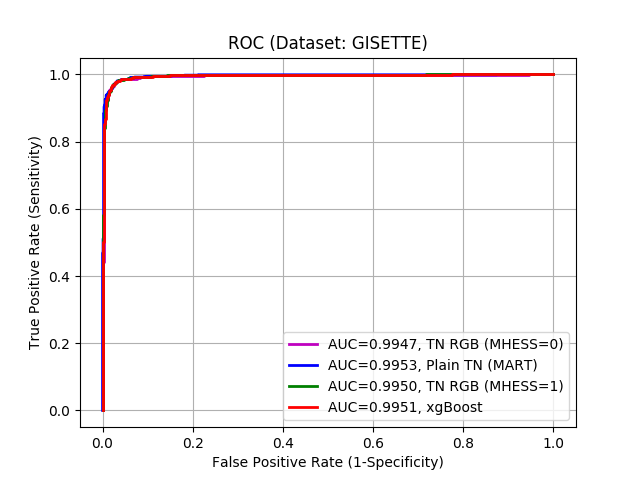 ROC (Dataset: GISETTE)
True Positive Rate (Sensitivity)
1.0
0.8
0.6
0.4
0.2
0.0
AUC=0.9947, TN RGB (MHESS=0)
AUC=0.9953, Plain TN (MART)
AUC=0.9950, TN RGB (MHESS=1)
AUC=0.9951, xgBoost
0.0 0.2 0.4 0.6 0.8 1.0
False Positive Rate (1-Specificity)